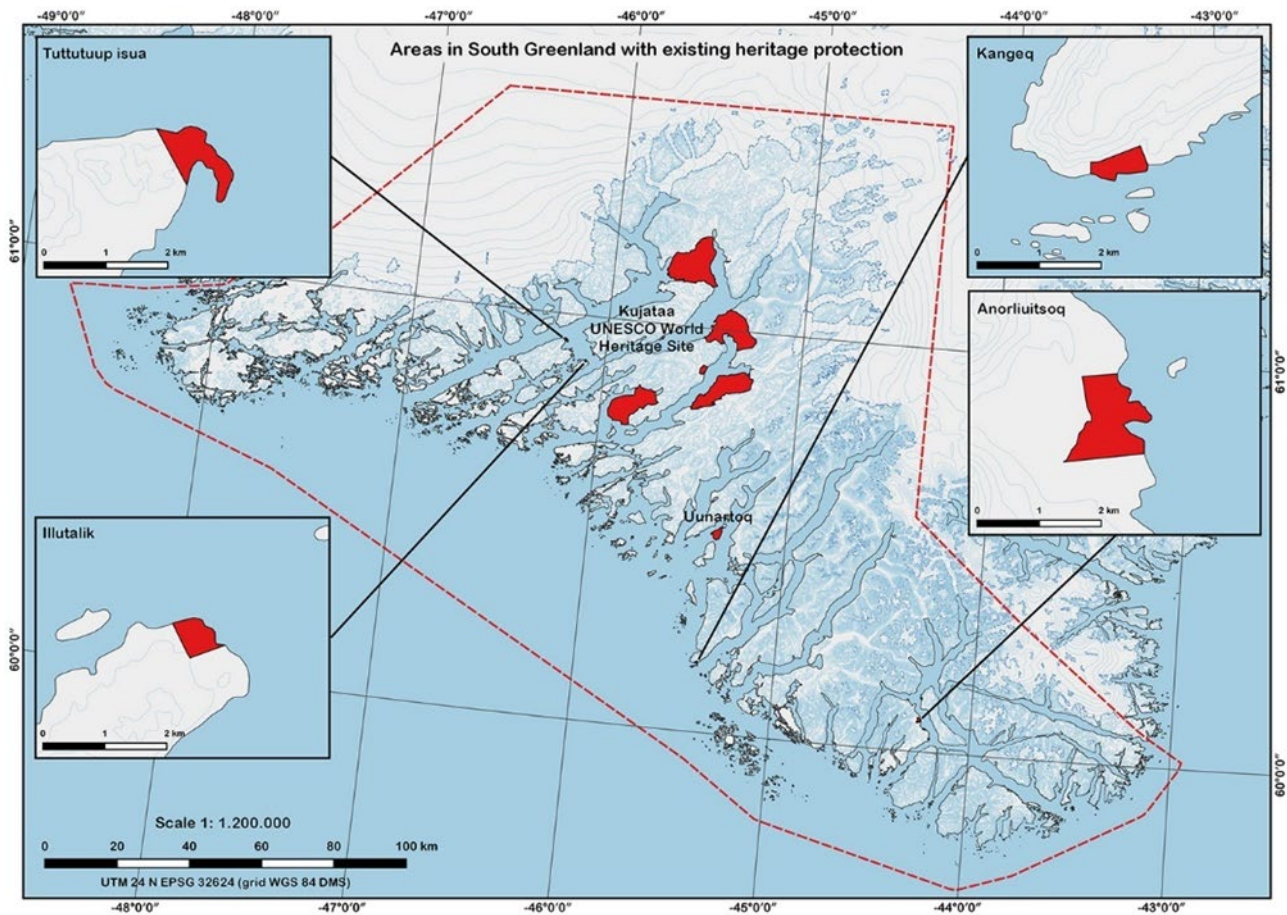 -49°0'0" -48°0'0" -47°0'0" -46°0'0" -45°0'0" -44°0'0" -43°0'0"
Areas in South Greenland with existing heritage protection
Tuttutuup isua
0 1 2 km
Kangeq
0 1 2 km
61°0'0"
61°0'0"
Anorliuitsoq
0 1 2 km
Kujataa
UNESCO World
Heritage Site
Uunartoq
Illutalik
0 1 2 km
60°0'0"
60°0'0"
Scale 1: 1.200.000
0 20 40 60 80 100 km
UTM 24 N EPSG 32624 (grid WGS 84 DMS)
-48°0'0" -47°0'0" -46°0'0" -45°0'0" -44°0'0" -43°0'0"